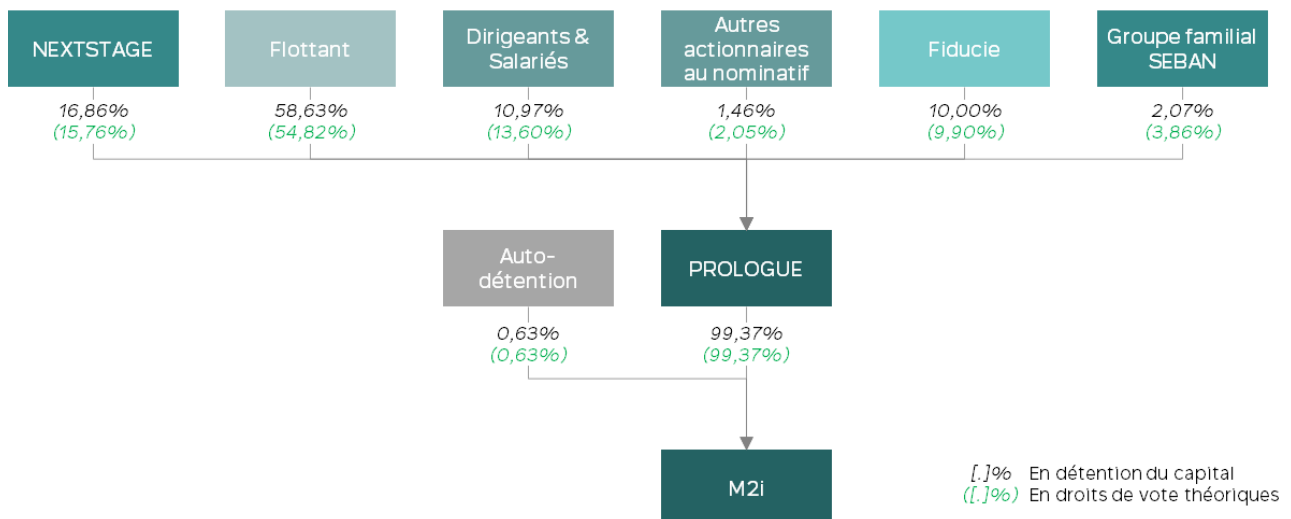 NEXTSTAGE
16,86%
(15,76%)
Flottant
58,63%
(54,82%)
Dirigeants &
Salariés
10,97%
(13,60%)
Autres
actionnaires
au nominatif
1,46%
(2,05%)
Fiducie
10,00%
(9,90%)
Groupe familial
SEBAN
2,07%
(3,86%)
Auto-
détention
0,63%
(0,63%)
PROLOGUE
99,37%
(99,37%)
M2i
[.]% En détention du capital
([.]%) En droits de vote théoriques